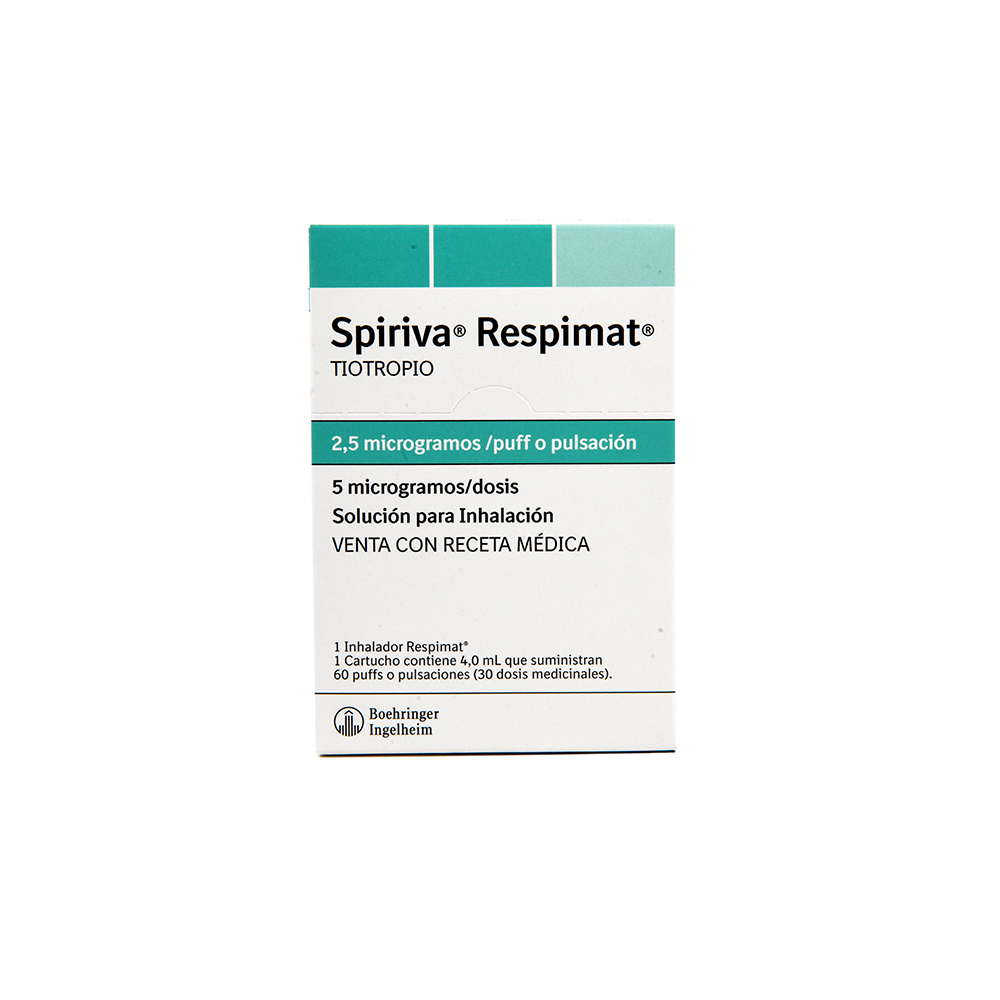 Spiriva® Respimat®
TIOTROPIO
2,5 microgramos /puff o pulsación
5 microgramos/dosis
Solución para Inhalación
VENTA CON RECETA MÉDICA
1 Inhalador Respimat®
1 Cartucho contiene 4,0 mL que suministran
60 puffs o pulsaciones (30 dosis medicinales).
Boehringer
Ingelheim